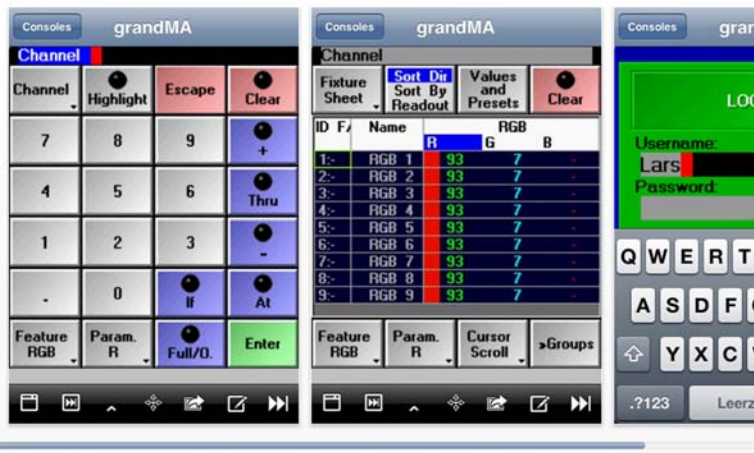 Consoles grandMA
Channel
Channel Highlight Escape Clear
7 8 9 +
4 5 6 Thru
1 2 3 -
. 0 If At
Feature RGB Param. R Full/O. Enter
Consoles grandMA
Channel
Fixture Sheet Sort Dir Sort By Readout Values and Presets Clear
ID F/ Name RGB
R G B
1:- RGB 1 93 7 -
2:- RGB 2 93 7 -
3:- RGB 3 93 7 -
4:- RGB 4 93 7 -
5:- RGB 5 93 7 -
6:- RGB 6 93 7 -
7:- RGB 7 93 7 -
8:- RGB 8 93 7 -
9:- RGB 9 93 7 -
Feature RGB Param. R Cursor Scroll »Groups
Consoles gran
LO
Username:
Lars
Password:
Q W E R T
A S D F
Y X C
.?123 Leerz